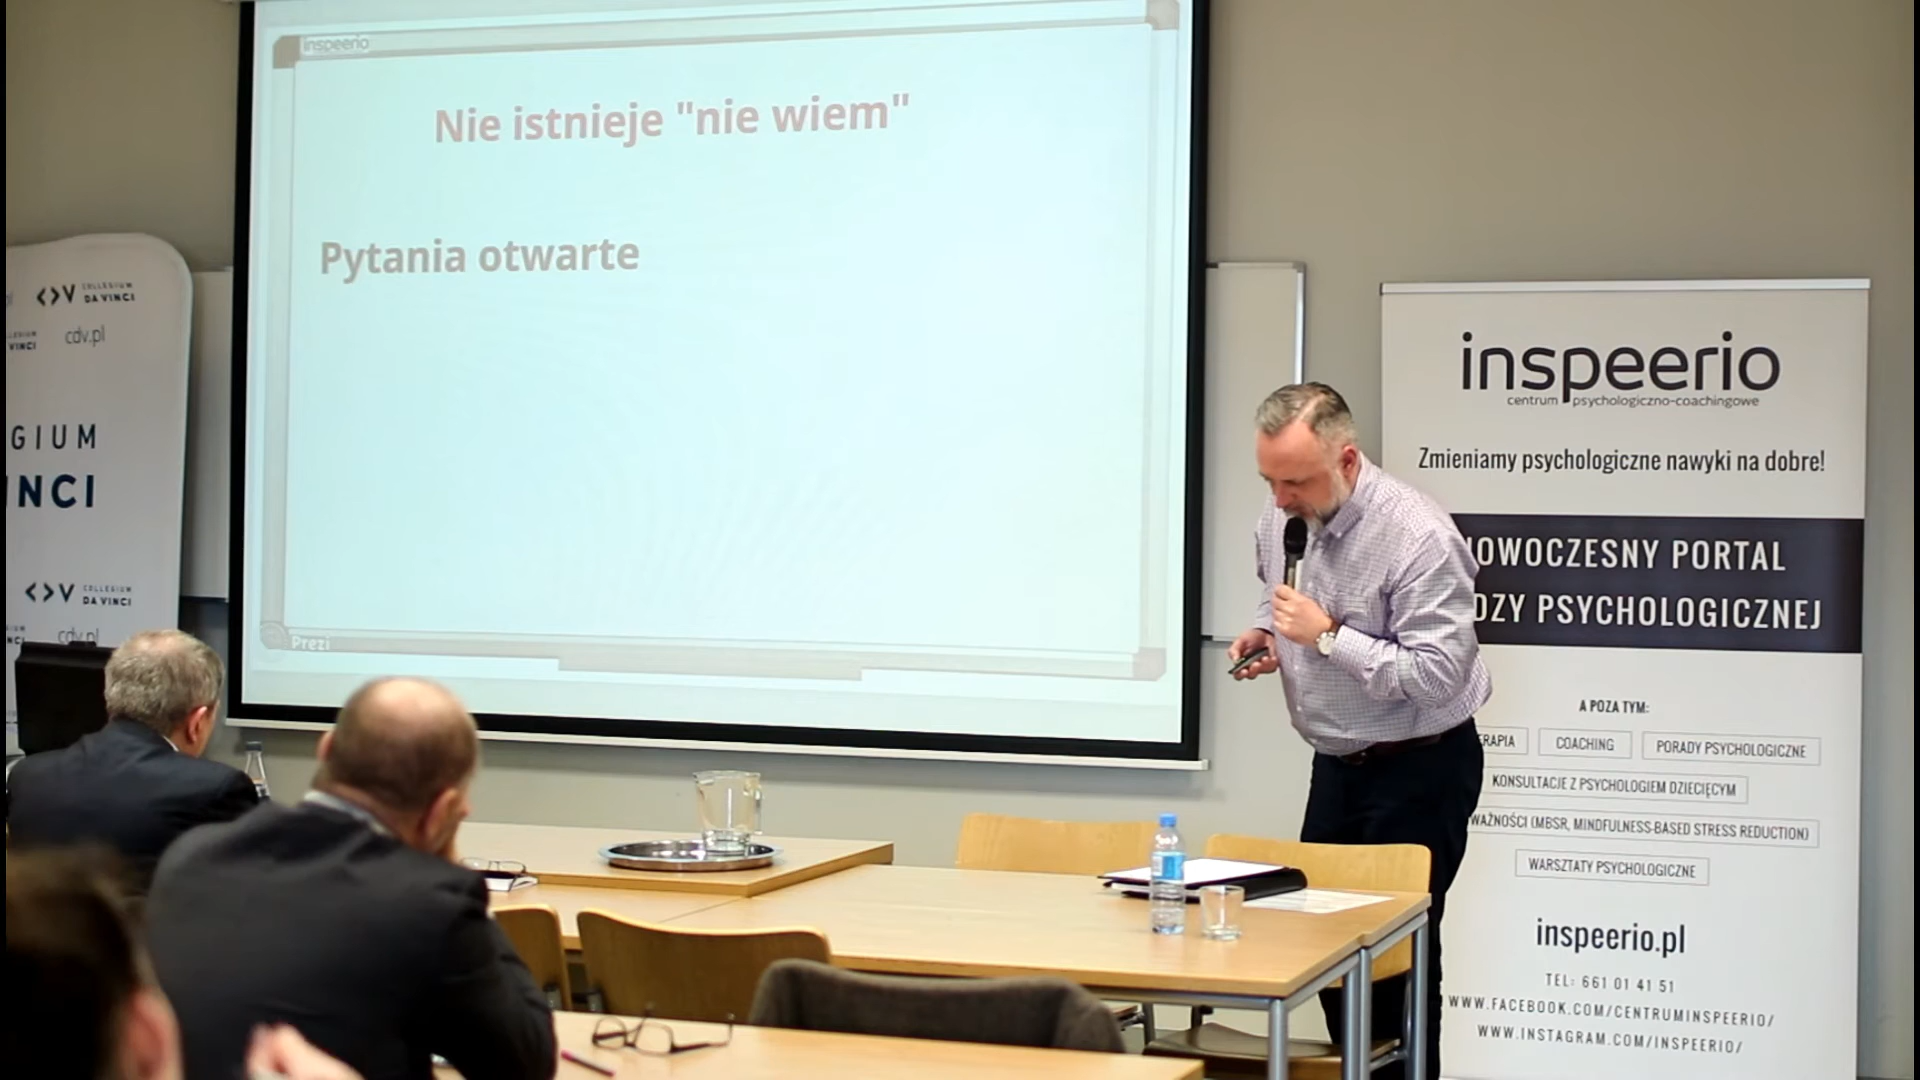 inspeerio
Nie istnieje "nie wiem"
Pytania otwarte
Prezi
COLLEGIUM
DA VINCI
VINCI
cdv.pl
GIUM
INCI
COLLEGIUM
DA VINCI
cdv.pl
inspeerio
centrum psychologiczno-coachingowe
Zmieniamy psychologiczne nawyki na dobre!
OWOCZESNY PORTAL
DZY PSYCHOLOGICZNEJ
A POZA TYM:
RAPIA COACHING PORADY PSYCHOLOGICZNE
KONSULTACJE Z PSYCHOLOGIEM DZIECIĘCYM
WAŻNOŚCI (MBSR, MINDFULNESS-BASED STRESS REDUCTION)
WARSZTATY PSYCHOLOGICZNE
inspeerio.pl
TEL: 661 01 41 51
WWW.FACEBOOK.COM/CENTRUMINSPEERIO/
WWW.INSTAGRAM.COM/INSPEERIO/